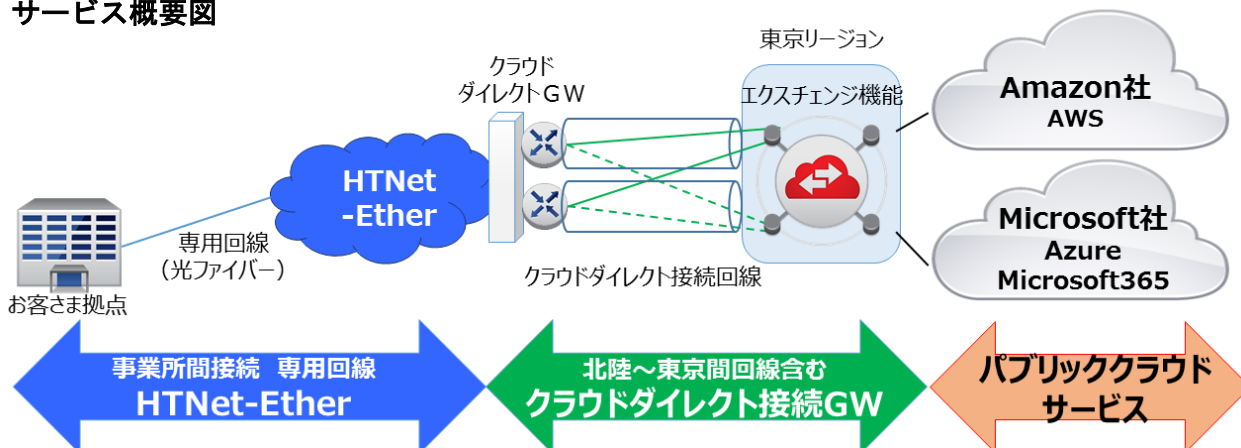 サービス概要図
東京リージョン
クラウド
ダイレクトＧＷ
エクスチェンジ機能
Amazon社
AWS
HTNet
-Ether
Microsoft社
Azure
Microsoft365
専用回線
（光ファイバー）
クラウドダイレクト接続回線
お客さま拠点
事業所間接続 専用回線
HTNet-Ether
北陸～東京間回線含む
クラウドダイレクト接続GW
パブリッククラウド
サービス